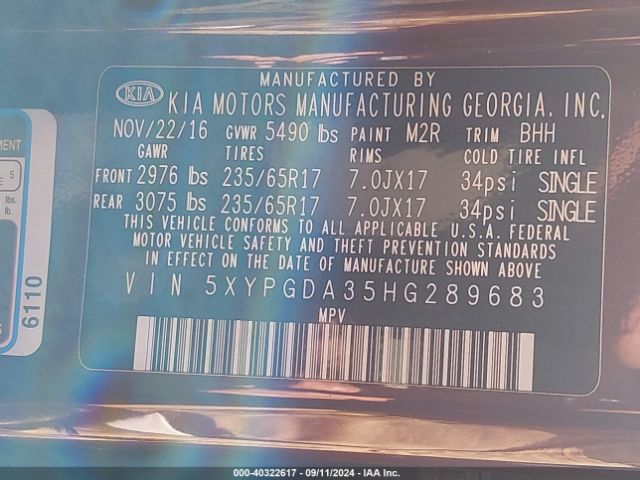 MANUFACTURED BY
KIA KIA MOTORS MANUFACTURING GEORGIA, INC.
NOV/22/16 GVWR 5490 lbs PAINT M2R TRIM BHH
GAWR TIRES RIMS COLD TIRE INFL
FRONT 2976 lbs 235/65R17 7.0JX17 34psi SINGLE
REAR 3075 lbs 235/65R17 7.0JX17 34psi SINGLE
THIS VEHICLE CONFORMS TO ALL APPLICABLE U.S.A. FEDERAL
MOTOR VEHICLE SAFETY AND THEFT PREVENTION STANDARDS
IN EFFECT ON THE DATE OF MANUFACTURE SHOWN ABOVE
VIN 5XYPGDA35HG289683
MPV
5
lbs.
lb.
6110
000-40322617 - 09/11/2024 - IAA Inc.